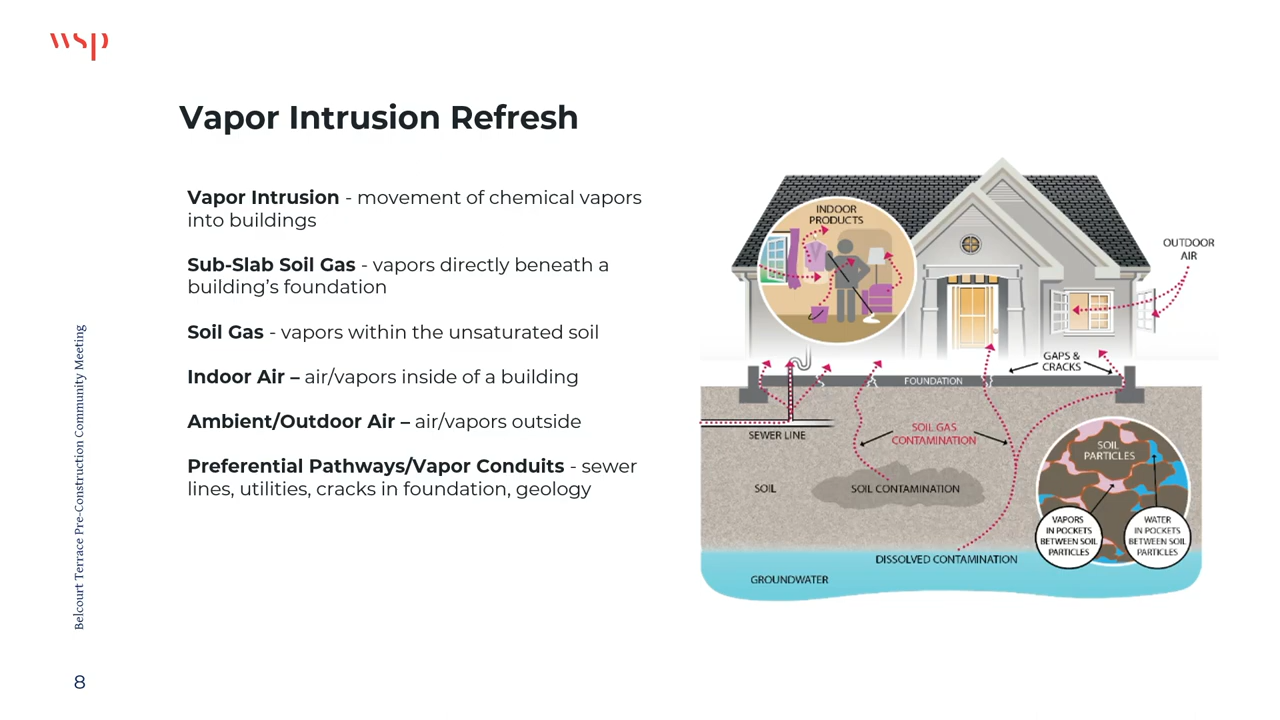 wsp
Vapor Intrusion Refresh
Vapor Intrusion - movement of chemical vapors
into buildings
Sub-Slab Soil Gas - vapors directly beneath a
building’s foundation
Soil Gas - vapors within the unsaturated soil
Indoor Air – air/vapors inside of a building
Ambient/Outdoor Air – air/vapors outside
Preferential Pathways/Vapor Conduits - sewer
lines, utilities, cracks in foundation, geology
INDOOR
PRODUCTS
OUTDOOR
AIR
GAPS &
CRACKS
FOUNDATION
SEWER LINE
SOIL GAS
CONTAMINATION
SOIL
PARTICLES
SOIL
SOIL CONTAMINATION
VAPORS
IN POCKETS
BETWEEN SOIL
PARTICLES
WATER
IN POCKETS
BETWEEN SOIL
PARTICLES
DISSOLVED CONTAMINATION
GROUNDWATER
Belcourt Terrace Pre-Construction Community Meeting
8